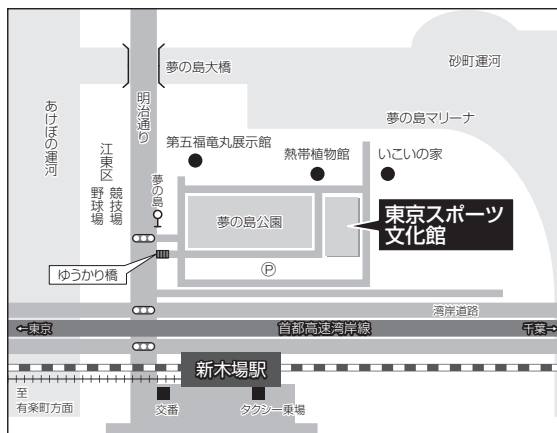 砂町運河
夢の島大橋
あけぼの運河
明治通り
夢の島マリーナ
第五福竜丸展示館
熱帯植物館
いこいの家
江東区
競技場
野球場
夢の島
夢の島公園
東京スポーツ
文化館
ゆうかり橋
P
湾岸道路
←東京
首都高速湾岸線
千葉→
新木場駅
至
有楽町方面
交番
タクシー乗場